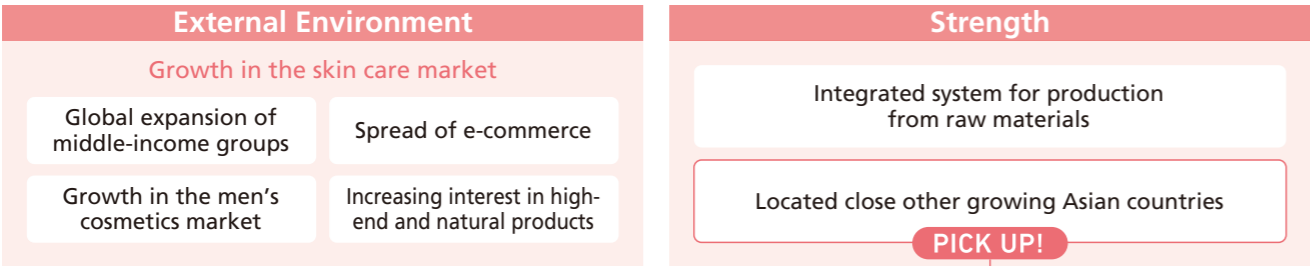 External Environment
Growth in the skin care market
Global expansion of
middle-income groups
Spread of e-commerce
Growth in the men's
cosmetics market
Increasing interest in high-
end and natural products
Strength
Integrated system for production
from raw materials
Located close other growing Asian countries
PICK UP!